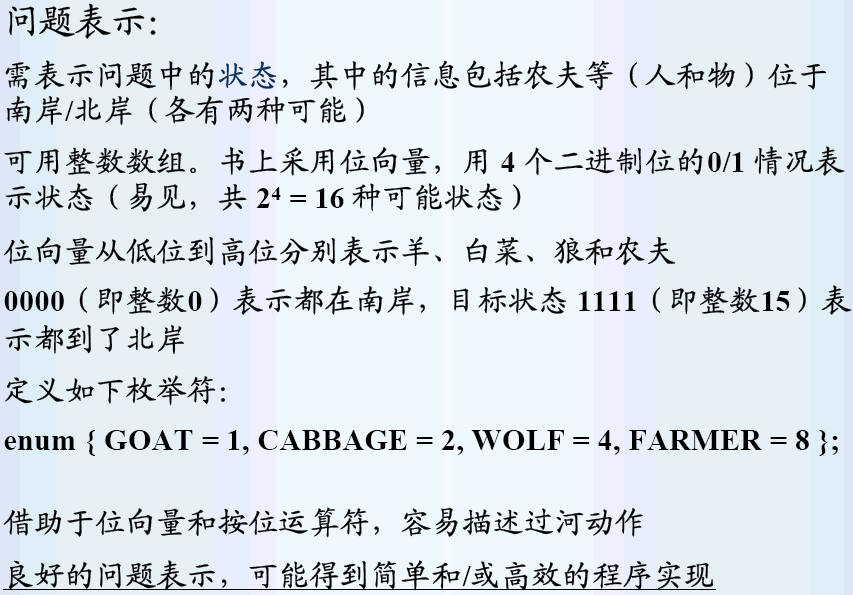 问题表示：
需表示问题中的状态，其中的信息包括农夫等（人和物）位于
南岸/北岸（各有两种可能）
可用整数数组。书上采用位向量，用 4 个二进制位的0/1 情况表
示状态（易见，共 2⁴ = 16 种可能状态）
位向量从低位到高位分别表示羊、白菜、狼和农夫
0000（即整数0）表示都在南岸，目标状态 1111（即整数15）表
示都到了北岸
定义如下枚举符：
enum { GOAT = 1, CABBAGE = 2, WOLF = 4, FARMER = 8 };
借助于位向量和按位运算符，容易描述过河动作
良好的问题表示，可能得到简单和/或高效的程序实现